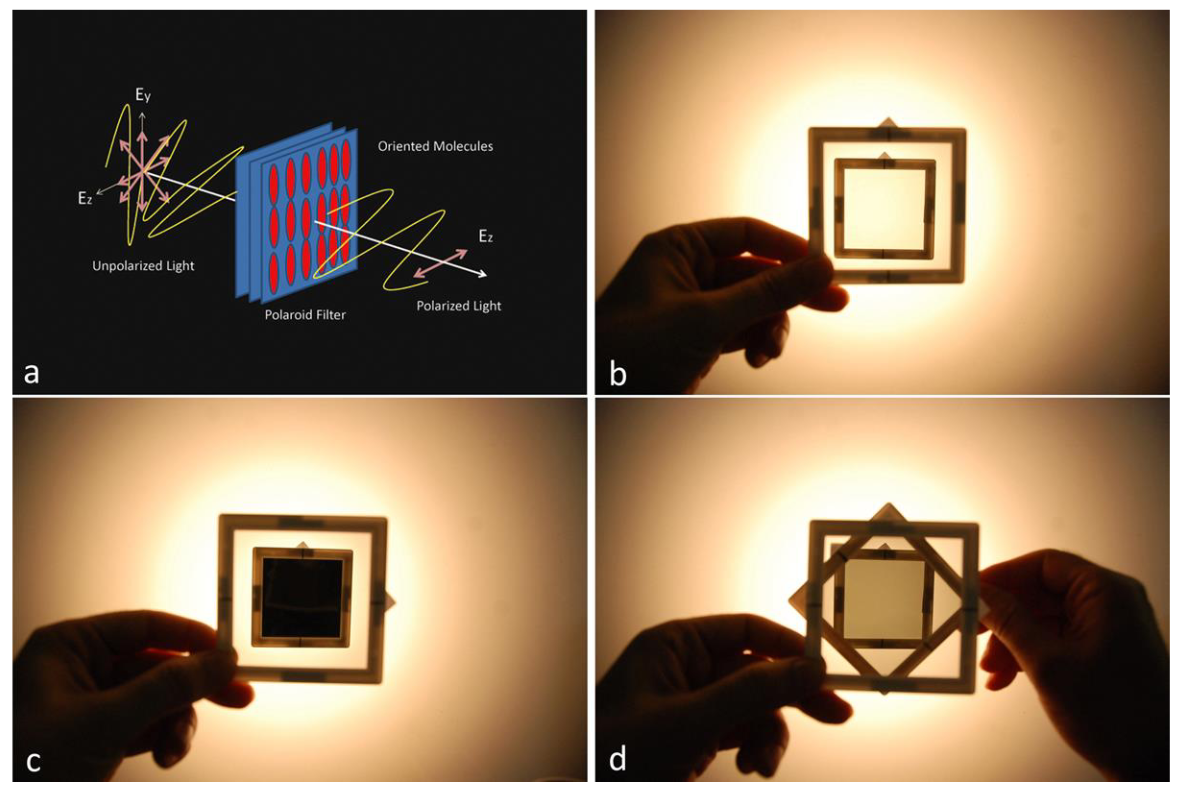 Ey
Oriented Molecules
Ez
Ez
Unpolarized Light
Polarized Light
Polaroid Filter
a
b
c
d